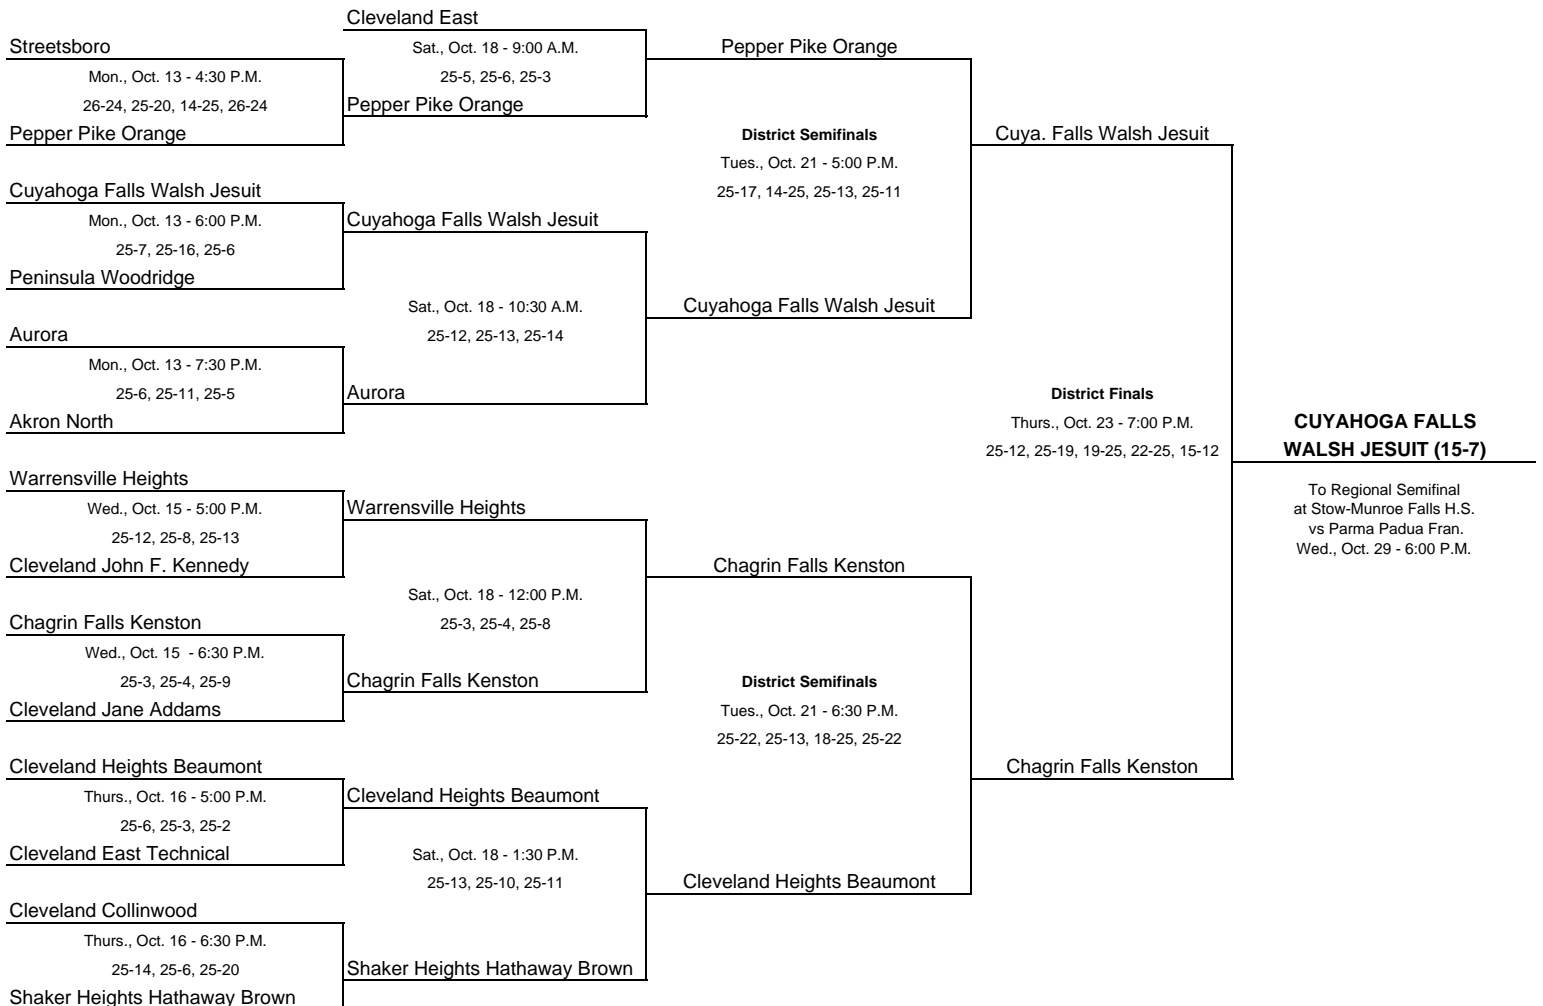 Cleveland East
Streetsboro
Sat., Oct. 18 - 9:00 A.M.
Pepper Pike Orange
Mon., Oct. 13 - 4:30 P.M.
25-5, 25-6, 25-3
26-24, 25-20, 14-25, 26-24
Pepper Pike Orange
Pepper Pike Orange
District Semifinals
Cuya. Falls Walsh Jesuit
Tues., Oct. 21 - 5:00 P.M.
Cuyahoga Falls Walsh Jesuit
25-17, 14-25, 25-13, 25-11
Mon., Oct. 13 - 6:00 P.M.
Cuyahoga Falls Walsh Jesuit
25-7, 25-16, 25-6
Peninsula Woodridge
Sat., Oct. 18 - 10:30 A.M.
Cuyahoga Falls Walsh Jesuit
Aurora
25-12, 25-13, 25-14
Mon., Oct. 13 - 7:30 P.M.
25-6, 25-11, 25-5
Aurora
District Finals
Akron North
Thurs., Oct. 23 - 7:00 P.M.
CUYAHOGA FALLS
25-12, 25-19, 19-25, 22-25, 15-12
WALSH JESUIT (15-7)
Warrensville Heights
To Regional Semifinal
Wed., Oct. 15 - 5:00 P.M.
Warrensville Heights
at Stow-Munroe Falls H.S.
25-12, 25-8, 25-13
vs Parma Padua Fran.
Cleveland John F. Kennedy
Chagrin Falls Kenston
Wed., Oct. 29 - 6:00 P.M.
Sat., Oct. 18 - 12:00 P.M.
Chagrin Falls Kenston
25-3, 25-4, 25-8
Wed., Oct. 15  - 6:30 P.M.
25-3, 25-4, 25-9
Chagrin Falls Kenston
District Semifinals
Cleveland Jane Addams
Tues., Oct. 21 - 6:30 P.M.
25-22, 25-13, 18-25, 25-22
Cleveland Heights Beaumont
Chagrin Falls Kenston
Thurs., Oct. 16 - 5:00 P.M.
Cleveland Heights Beaumont
25-6, 25-3, 25-2
Cleveland East Technical
Sat., Oct. 18 - 1:30 P.M.
25-13, 25-10, 25-11
Cleveland Heights Beaumont
Cleveland Collinwood
Thurs., Oct. 16 - 6:30 P.M.
25-14, 25-6, 25-20
Shaker Heights Hathaway Brown
Shaker Heights Hathaway Brown